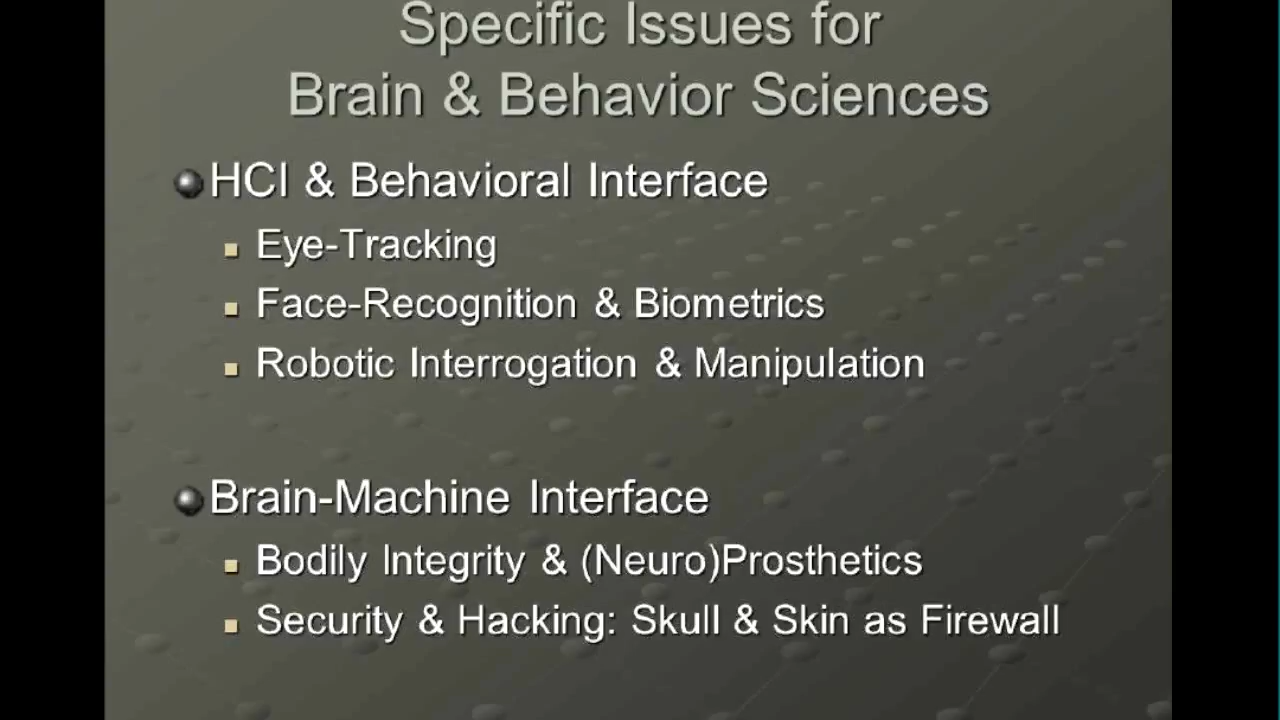 Specific Issues for
Brain & Behavior Sciences
HCI & Behavioral Interface
Eye-Tracking
Face-Recognition & Biometrics
Robotic Interrogation & Manipulation
Brain-Machine Interface
Bodily Integrity & (Neuro)Prosthetics
Security & Hacking: Skull & Skin as Firewall